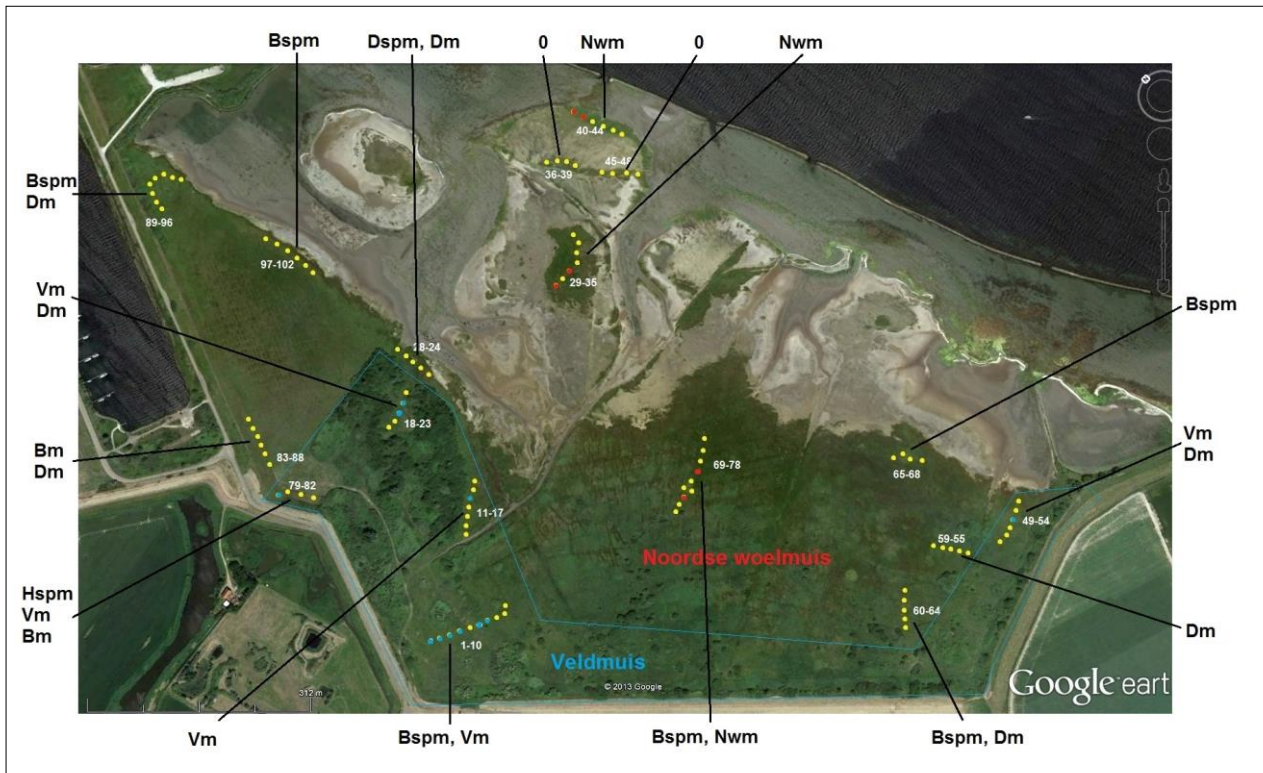 Bspm
Dspm, Dm
0
Nwm
0
Nwm
40-44
45-48
36-39
Bspm
Dm
89-96
97-102
29-35
Vm
Dm
Bspm
28-24
18-23
Vm
Dm
Bm
Dm
83-88
69-78
65-68
79-82
11-17
49-54
59-55
Noordse woelmuis
Hspm
Vm
Bm
60-64
Dm
1-10
Veldmuis
© 2013 Google
Google eart
312 m
Vm
Bspm, Vm
Bspm, Nwm
Bspm, Dm